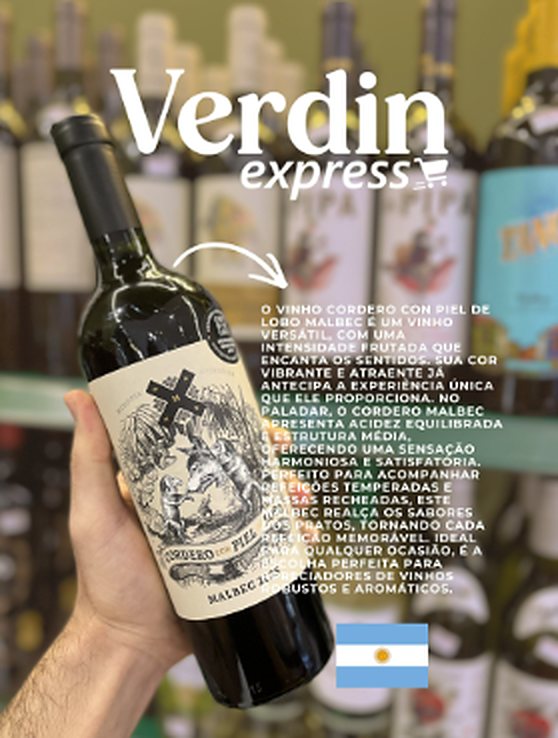 Verdin
express
O VINHO CORDERO CON PIEL DE
LOBO MALBEC É UM VINHO
VERSÁTIL, COM UMA
INTENSIDADE FRUTADA QUE
ENCANTA OS SENTIDOS. SUA COR
VIBRANTE E ATRAENTE JÁ
ANTECIPA A EXPERIÊNCIA ÚNICA
QUE ELE PROPORCIONA. NO
PALADAR, O CORDERO MALBEC
APRESENTA ACIDEZ EQUILIBRADA
E ESTRUTURA MÉDIA,
OFERECENDO UMA SENSAÇÃO
HARMONIOSA E SATISFATÓRIA.
PERFEITO PARA ACOMPANHAR
REFEIÇÕES TEMPERADAS E
MASSAS RECHEADAS, ESTE
MALBEC REALÇA OS SABORES
DOS PRATOS, TORNANDO CADA
REFEIÇÃO MEMORÁVEL. IDEAL
PARA QUALQUER OCASIÃO, É A
ESCOLHA PERFEITA PARA
APRECIADORES DE VINHOS
ROBUSTOS E AROMÁTICOS.
CORDERO CON PIEL
MALBEC